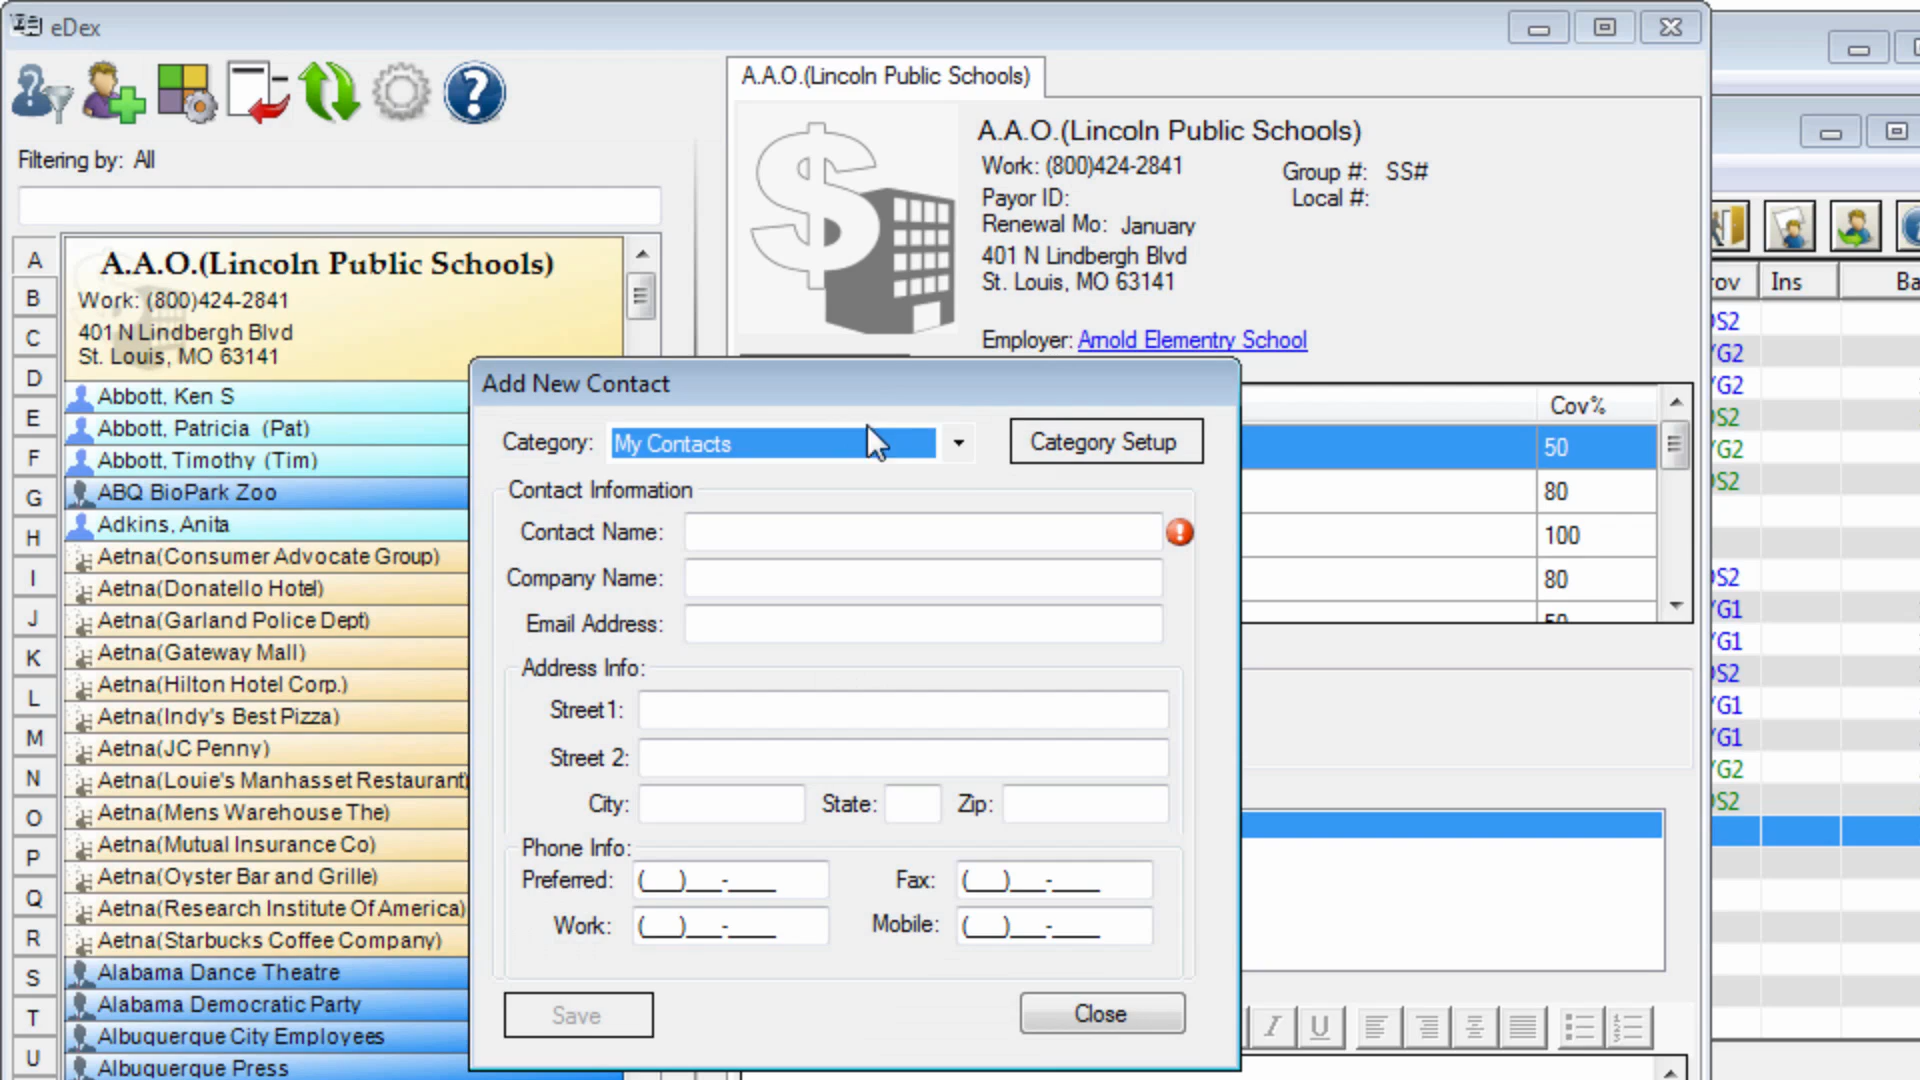 eDex
Filtering by: All
A
B
C
D
E
F
G
H
I
J
K
L
M
N
O
P
Q
R
S
T
U
A.A.O.(Lincoln Public Schools)
Work: (800)424-2841
401 N Lindbergh Blvd
St. Louis, MO 63141
Abbott, Ken S
Abbott, Patricia (Pat)
Abbott, Timothy (Tim)
ABQ BioPark Zoo
Adkins, Anita
Aetna(Consumer Advocate Group)
Aetna(Donatello Hotel)
Aetna(Garland Police Dept)
Aetna(Gateway Mall)
Aetna(Hilton Hotel Corp.)
Aetna(Indy's Best Pizza)
Aetna(JC Penny)
Aetna(Louie's Manhasset Restaurant)
Aetna(Mens Warehouse The)
Aetna(Mutual Insurance Co)
Aetna(Oyster Bar and Grille)
Aetna(Research Institute Of America)
Aetna(Starbucks Coffee Company)
Alabama Dance Theatre
Alabama Democratic Party
Albuquerque City Employees
Albuquerque Press
A.A.O.(Lincoln Public Schools)
A.A.O.(Lincoln Public Schools)
Work: (800)424-2841
Group #: SS#
Payor ID:
Local #:
Renewal Mo: January
401 N Lindbergh Blvd
St. Louis, MO 63141
Employer: Arnold Elementry School
Cov%
50
80
100
80
50
Add New Contact
Category: My Contacts
Category Setup
Contact Information
Contact Name:
Company Name:
Email Address:
Address Info:
Street1:
Street 2:
City: State: Zip:
Phone Info:
Preferred: (___)___-____ Fax: (___)___-____
Work: (___)___-____ Mobile: (___)___-____
Save
Close
I U
Ins
S2
G2
G2
S2
G2
S2
S2
G1
G1
S2
G1
G1
G2
S2